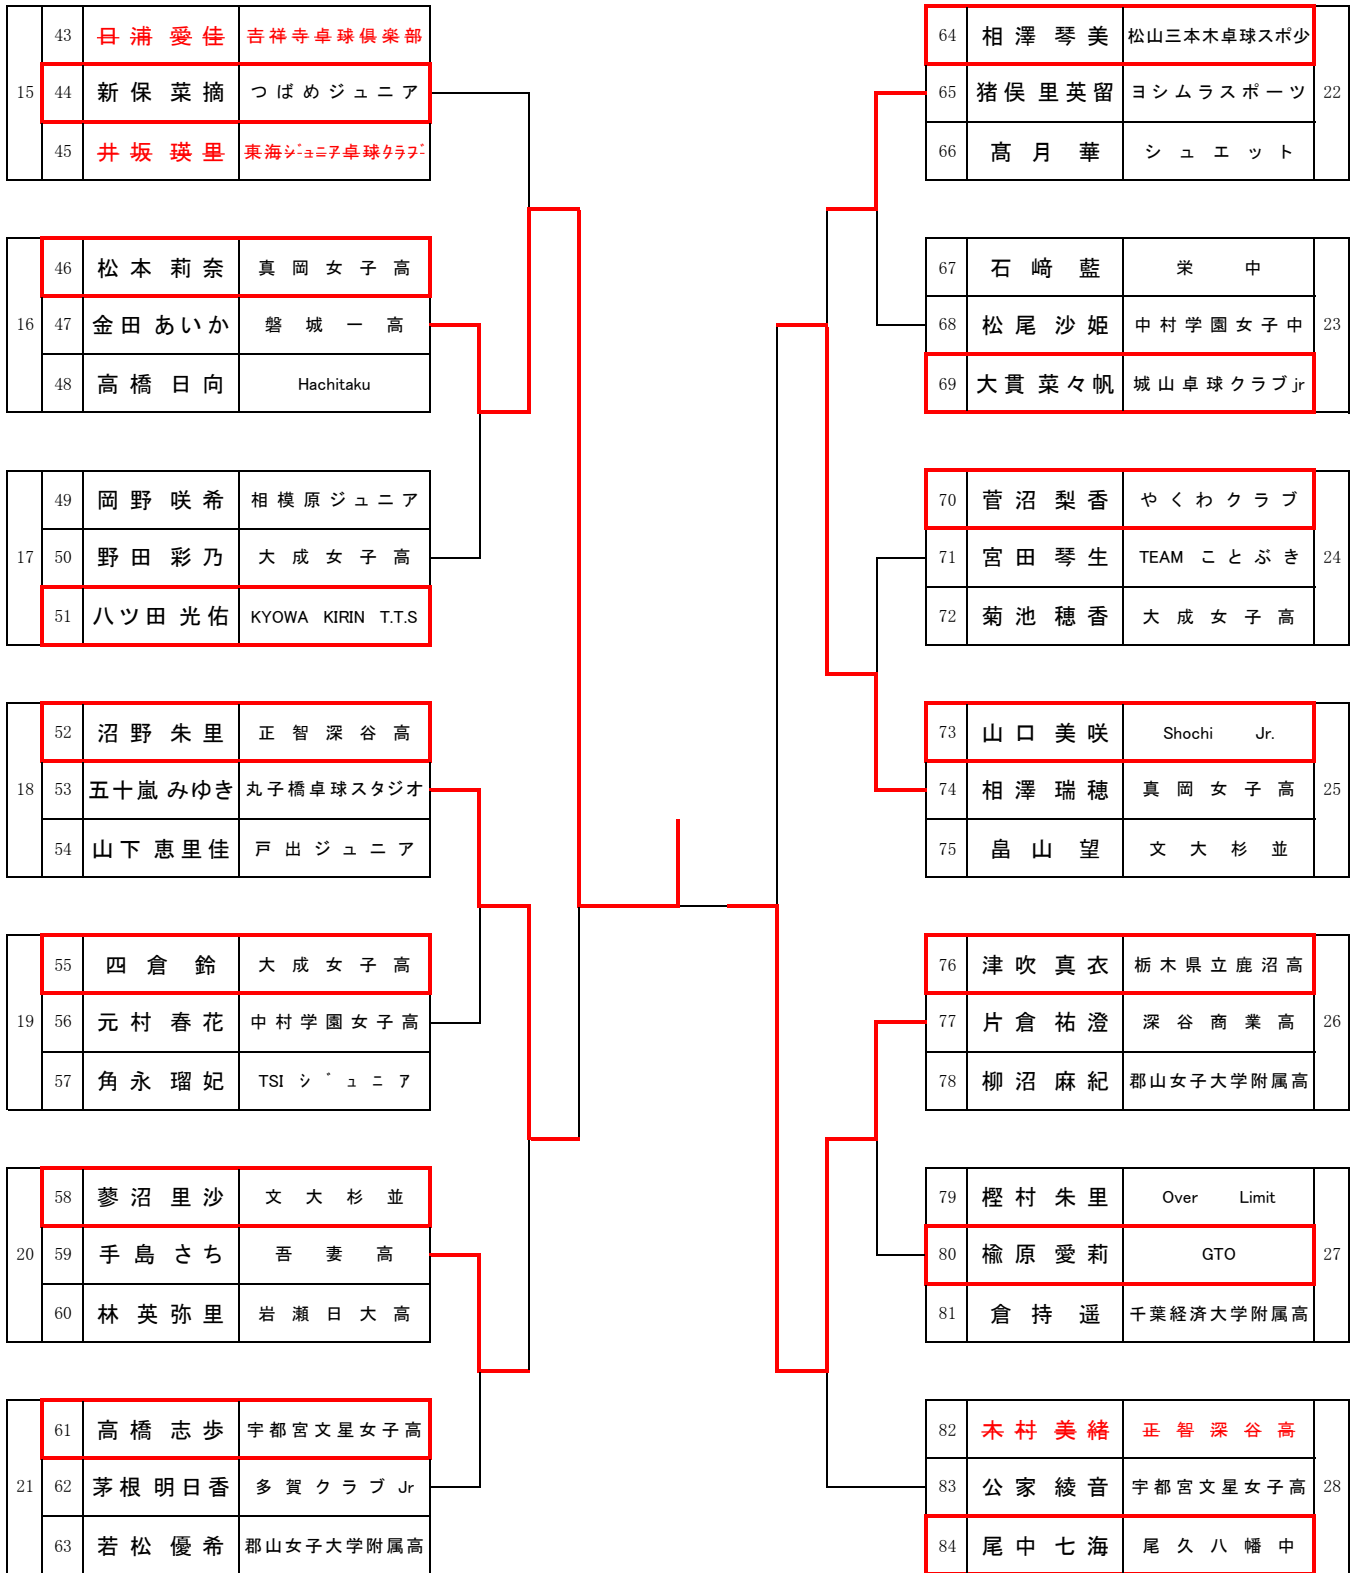 15
43 日浦 愛佳 吉祥寺卓球倶楽部
44 新保 菜摘 つばめジュニア
45 井坂 瑛里 東海ジュニア卓球クラブ
16
46 松本 莉奈 真岡女子高
47 金田 あいか 磐城一高
48 高橋 日向 Hachitaku
17
49 岡野 咲希 相模原ジュニア
50 野田 彩乃 大成女子高
51 八ツ田 光佑 KYOWA KIRIN T.T.S
18
52 沼野 朱里 正智深谷高
53 五十嵐 みゆき 丸子橋卓球スタジオ
54 山下 恵里佳 戸出ジュニア
19
55 四倉 鈴 大成女子高
56 元村 春花 中村学園女子高
57 角永 瑠妃 TSI ジュニア
20
58 蓼沼 里沙 文大杉並
59 手島 さち 吾妻高
60 林 英弥里 岩瀬日大高
21
61 高橋 志歩 宇都宮文星女子高
62 茅根 明日香 多賀クラブ Jr
63 若松 優希 郡山女子大学附属高
64 相澤 琴美 松山三本木卓球スポ少
65 猪俣 里英留 ヨシムラスポーツ
66 髙月 華 シュエット
22
67 石﨑 藍 栄中
68 松尾 沙姫 中村学園女子中
69 大貫 菜々帆 城山卓球クラブjr
23
70 菅沼 梨香 やくわクラブ
71 宮田 琴生 TEAM ことぶき
72 菊池 穂香 大成女子高
24
73 山口 美咲 Shochi Jr.
74 相澤 瑞穂 真岡女子高
75 畠山 望 文大杉並
25
76 津吹 真衣 栃木県立鹿沼高
77 片倉 祐澄 深谷商業高
78 柳沼 麻紀 郡山女子大学附属高
26
79 樫村 朱里 Over Limit
80 楡原 愛莉 GTO
81 倉持 遥 千葉経済大学附属高
27
82 木村 美緒 正智深谷高
83 公家 綾音 宇都宮文星女子高
84 尾中 七海 尾久八幡中
28